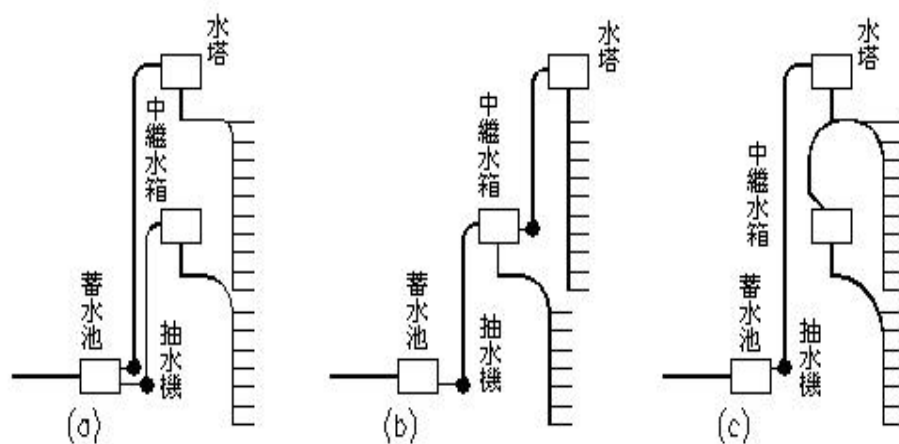 水塔
中繼水箱
蓄水池
抽水機
(a)
水塔
中繼水箱
蓄水池
抽水機
(b)
水塔
中繼水箱
蓄水池
抽水機
(c)